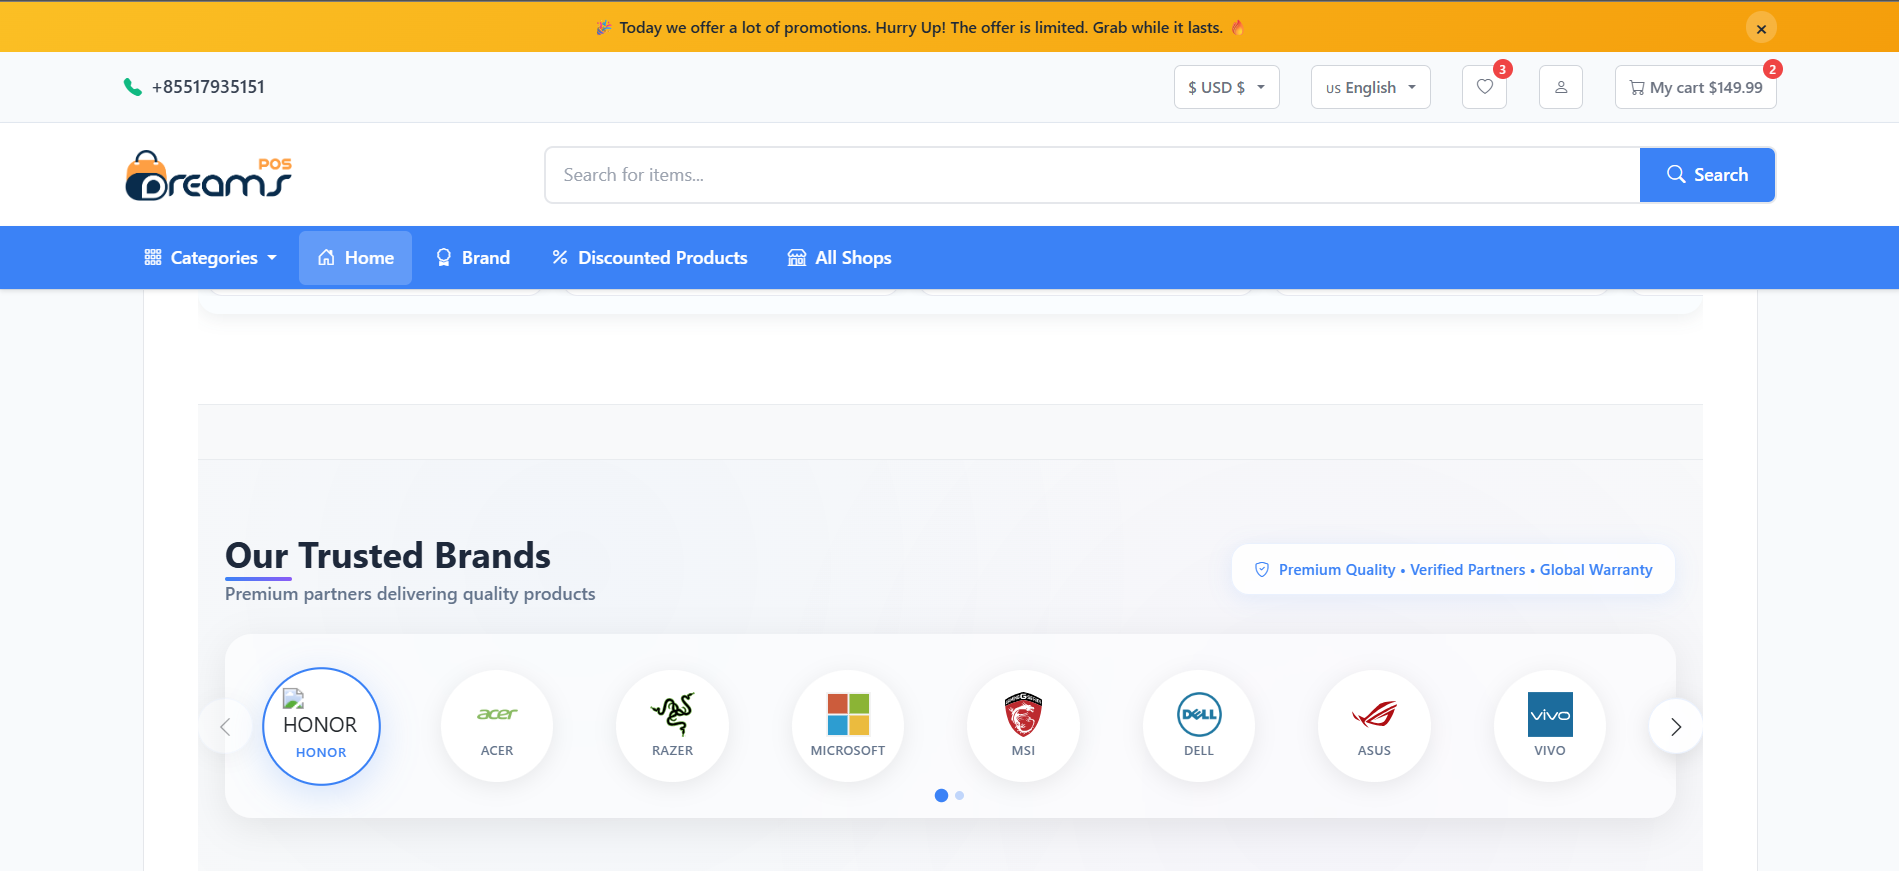 🎉 Today we offer a lot of promotions. Hurry Up! The offer is limited. Grab while it lasts. 🔥
+85517935151
$ USD $
US English
3
My cart $149.99
2
Dreams POS
Search for items...
Search
Categories
Home
Brand
Discounted Products
All Shops
Our Trusted Brands
Premium partners delivering quality products
Premium Quality • Verified Partners • Global Warranty
HONOR
HONOR
acer
ACER
RAZER
MICROSOFT
MSI
DELL
DELL
ASUS
vivo
VIVO